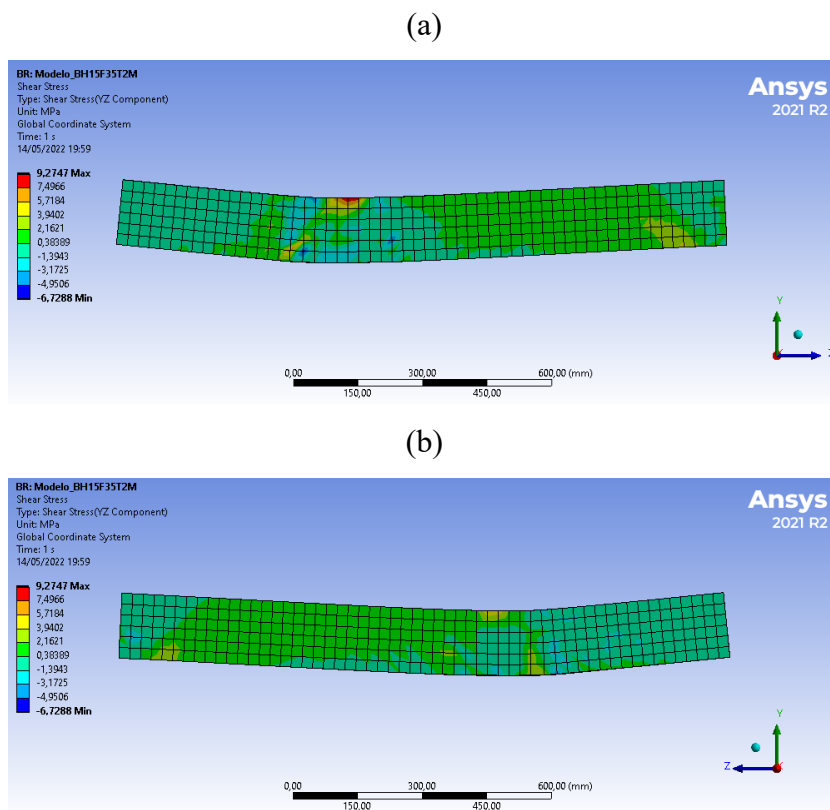 (a)
BR: Modelo_BH15F35T2M
Shear Stress
Type: Shear Stress(YZ Component)
Unit: MPa
Global Coordinate System
Time: 1 s
14/05/2022 19:59
Ansys
2021 R2
9,2747 Max
7,4966
5,7184
3,9402
2,1621
0,38389
-1,3943
-3,1725
-4,9506
-6,7288 Min
Y
Z
0,00 300,00 600,00 (mm)
150,00 450,00
(b)
BR: Modelo_BH15F35T2M
Shear Stress
Type: Shear Stress(YZ Component)
Unit: MPa
Global Coordinate System
Time: 1 s
14/05/2022 19:59
Ansys
2021 R2
9,2747 Max
7,4966
5,7184
3,9402
2,1621
0,38389
-1,3943
-3,1725
-4,9506
-6,7288 Min
Y
Z
0,00 300,00 600,00 (mm)
150,00 450,00